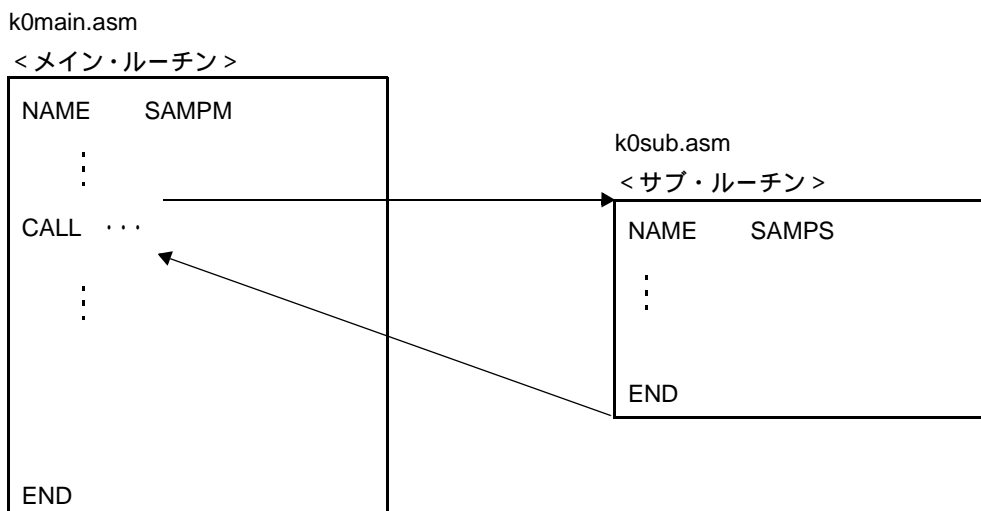 k0main.asm
<メイン・ルーチン>
NAME SAMPM
CALL ･･･
END
k0sub.asm
<サブ・ルーチン>
NAME SAMPS
END